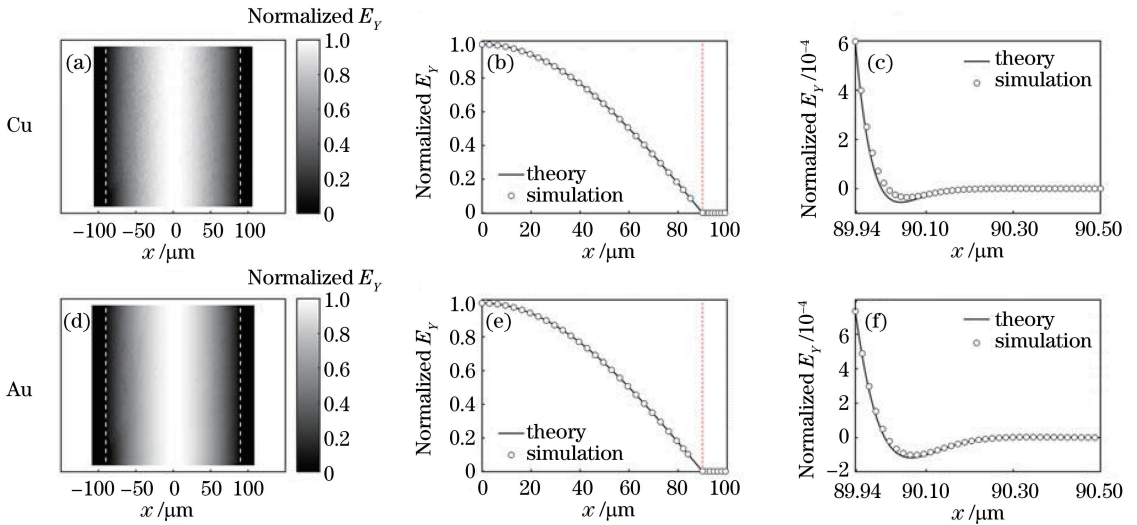 Normalized E_Y
(a)
Cu
1.0
0.8
0.6
0.4
0.2
0
−100 −50 0 50 100
x /μm
Normalized E_Y
1.0
0.8
0.6
0.4
0.2
0
(b)
theory
simulation
0 20 40 60 80 100
x /μm
Normalized E_Y /10⁻⁴
6
4
2
0
(c)
theory
simulation
89.94 90.10 90.30 90.50
x /μm
Normalized E_Y
(d)
Au
1.0
0.8
0.6
0.4
0.2
0
−100 −50 0 50 100
x /μm
Normalized E_Y
1.0
0.8
0.6
0.4
0.2
0
(e)
theory
simulation
0 20 40 60 80 100
x /μm
Normalized E_Y /10⁻⁴
6
4
2
0
−2
(f)
theory
simulation
89.94 90.10 90.30 90.50
x /μm